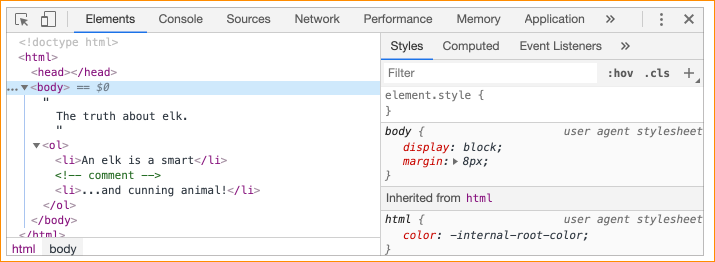 Elements Console Sources Network Performance Memory Application »
<!doctype html>
<html>
<head></head>
… ▼<body> == $0
"
The truth about elk.
"
▼<ol>
<li>An elk is a smart</li>
<!-- comment -->
<li>...and cunning animal!</li>
</ol>
</body>
</html>
html body
Styles Computed Event Listeners »
Filter :hov .cls +
element.style {
}
body { user agent stylesheet
display: block;
margin: ▶ 8px;
}
Inherited from html
html { user agent stylesheet
color: -internal-root-color;
}